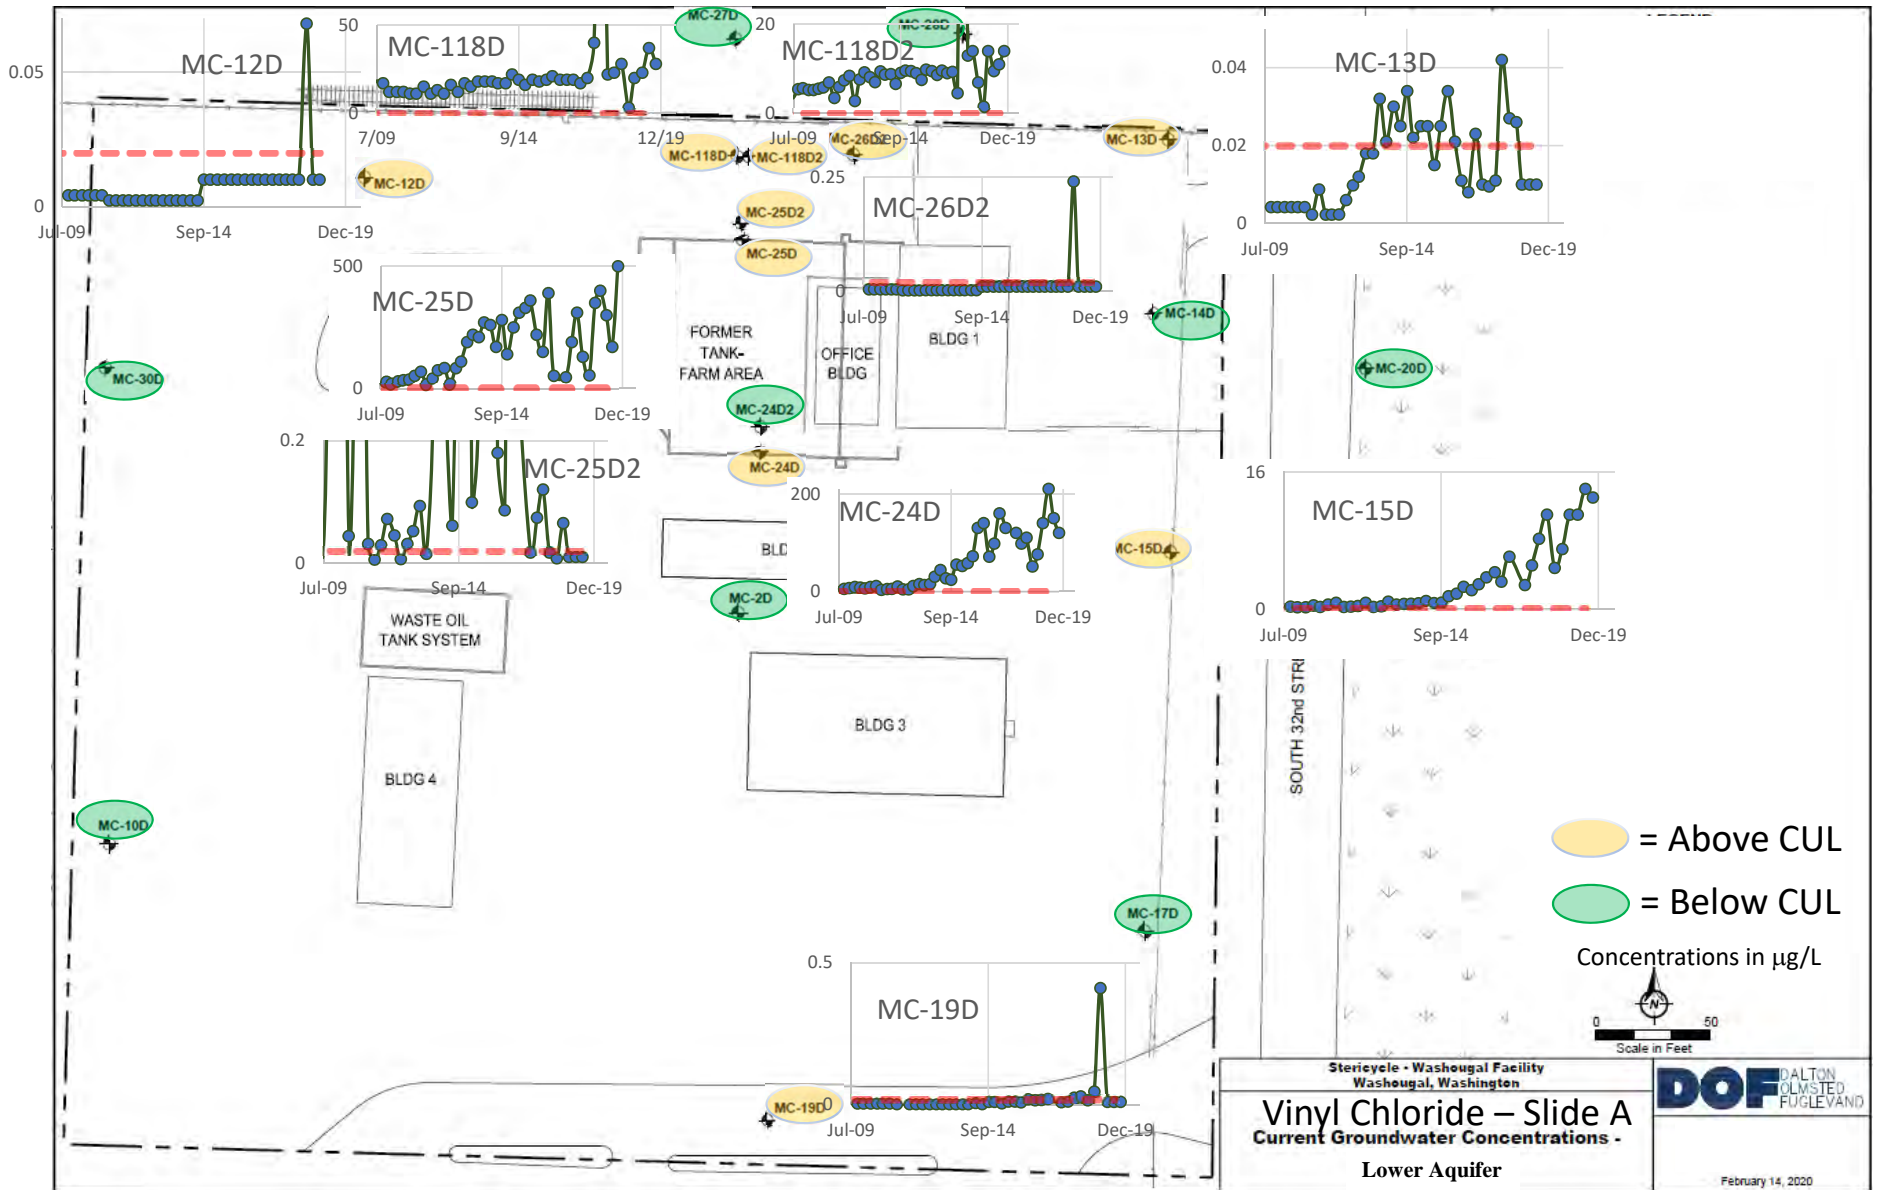 LEGEND
MC-27D
MC-28D
50
MC-118D
0
7/09
9/14
12/19
20
MC-118D2
0
Jul-09
Sep-14
Dec-19
MC-12D
0.05
0
Jul-09
Sep-14
Dec-19
MC-12D
MC-13D
0.04
0.02
0
Jul-09
Sep-14
Dec-19
MC-118D
MC-118D2
MC-26D2
MC-13D
MC-25D2
MC-25D
0.25
MC-26D2
0
Jul-09
Sep-14
Dec-19
500
MC-25D
0
Jul-09
Sep-14
Dec-19
FORMER
TANK-
FARM AREA
OFFICE
BLDG
BLDG 1
MC-14D
MC-20D
MC-30D
MC-24D2
MC-24D
0.2
MC-25D2
0
Jul-09
Sep-14
Dec-19
200
MC-24D
0
Jul-09
Sep-14
Dec-19
16
MC-15D
0
Jul-09
Sep-14
Dec-19
MC-15D
BLD
MC-2D
WASTE OIL
TANK SYSTEM
BLDG 3
BLDG 4
SOUTH 32nd STRE
MC-10D
MC-17D
= Above CUL
= Below CUL
Concentrations in µg/L
N
0
50
Scale in Feet
0.5
MC-19D
0
Jul-09
Sep-14
Dec-19
MC-19D
Stericycle - Washougal Facility
Washougal, Washington
Vinyl Chloride – Slide A
Current Groundwater Concentrations -
Lower Aquifer
DOF
DALTON
OLMSTED
FUGLEVAND
February 14, 2020